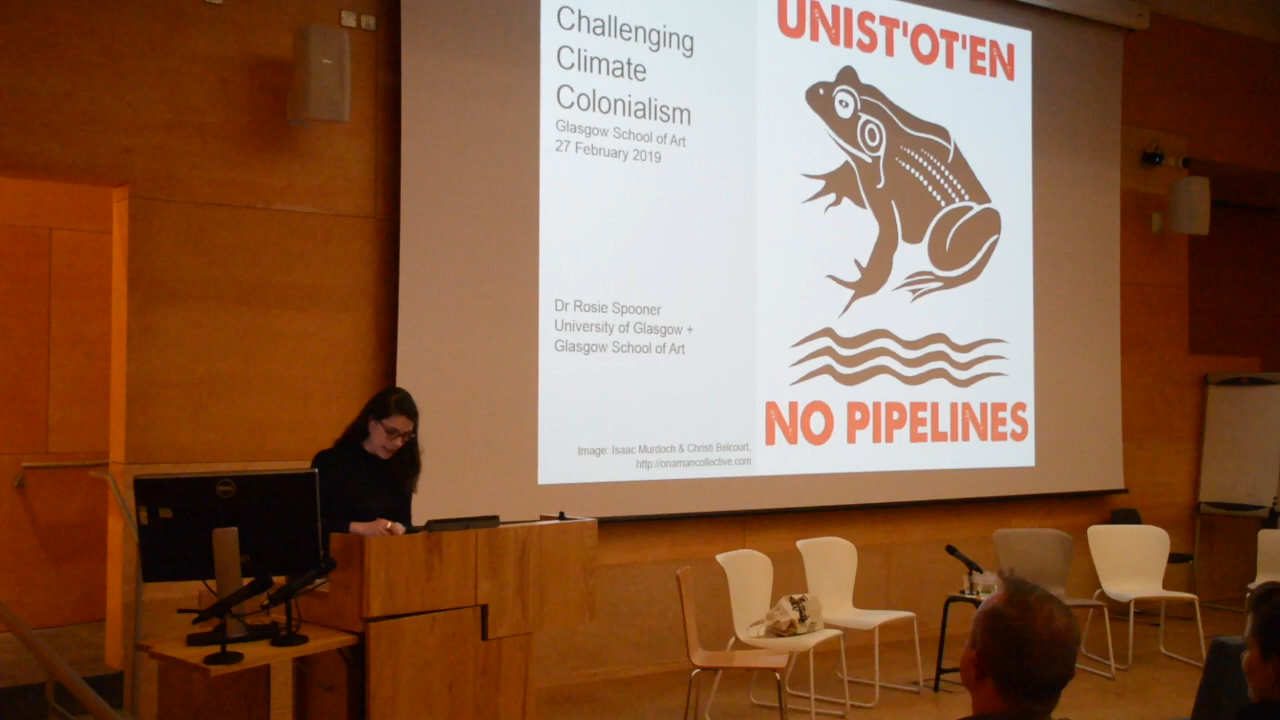 Challenging
Climate
Colonialism
Glasgow School of Art
27 February 2019
Dr Rosie Spooner
University of Glasgow +
Glasgow School of Art
Image: Isaac Murdoch & Christi Belcourt,
http://onamancollective.com
UNIST'OT'EN
NO PIPELINES
DELL